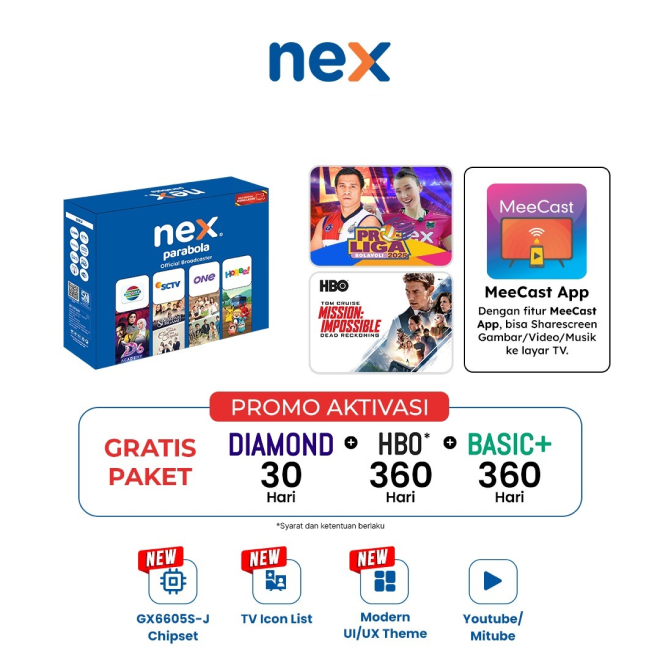 nex
nex
parabola
Official Broadcaster
SCTV
ONE
PRO
LIGA
BOLAVOLI 2025
nex
HBO
TOM CRUISE
MISSION:
IMPOSSIBLE
DEAD RECKONING
MeeCast
MeeCast App
Dengan fitur MeeCast
App, bisa Sharescreen
Gambar/Video/Musik
ke layar TV.
PROMO AKTIVASI
GRATIS
PAKET
DIAMOND + HBO* + BASIC+
30 360 360
Hari Hari Hari
*Syarat dan ketentuan berlaku
NEW NEW NEW
GX6605S-J
Chipset
TV Icon List
Modern
UI/UX Theme
Youtube/
Mitube